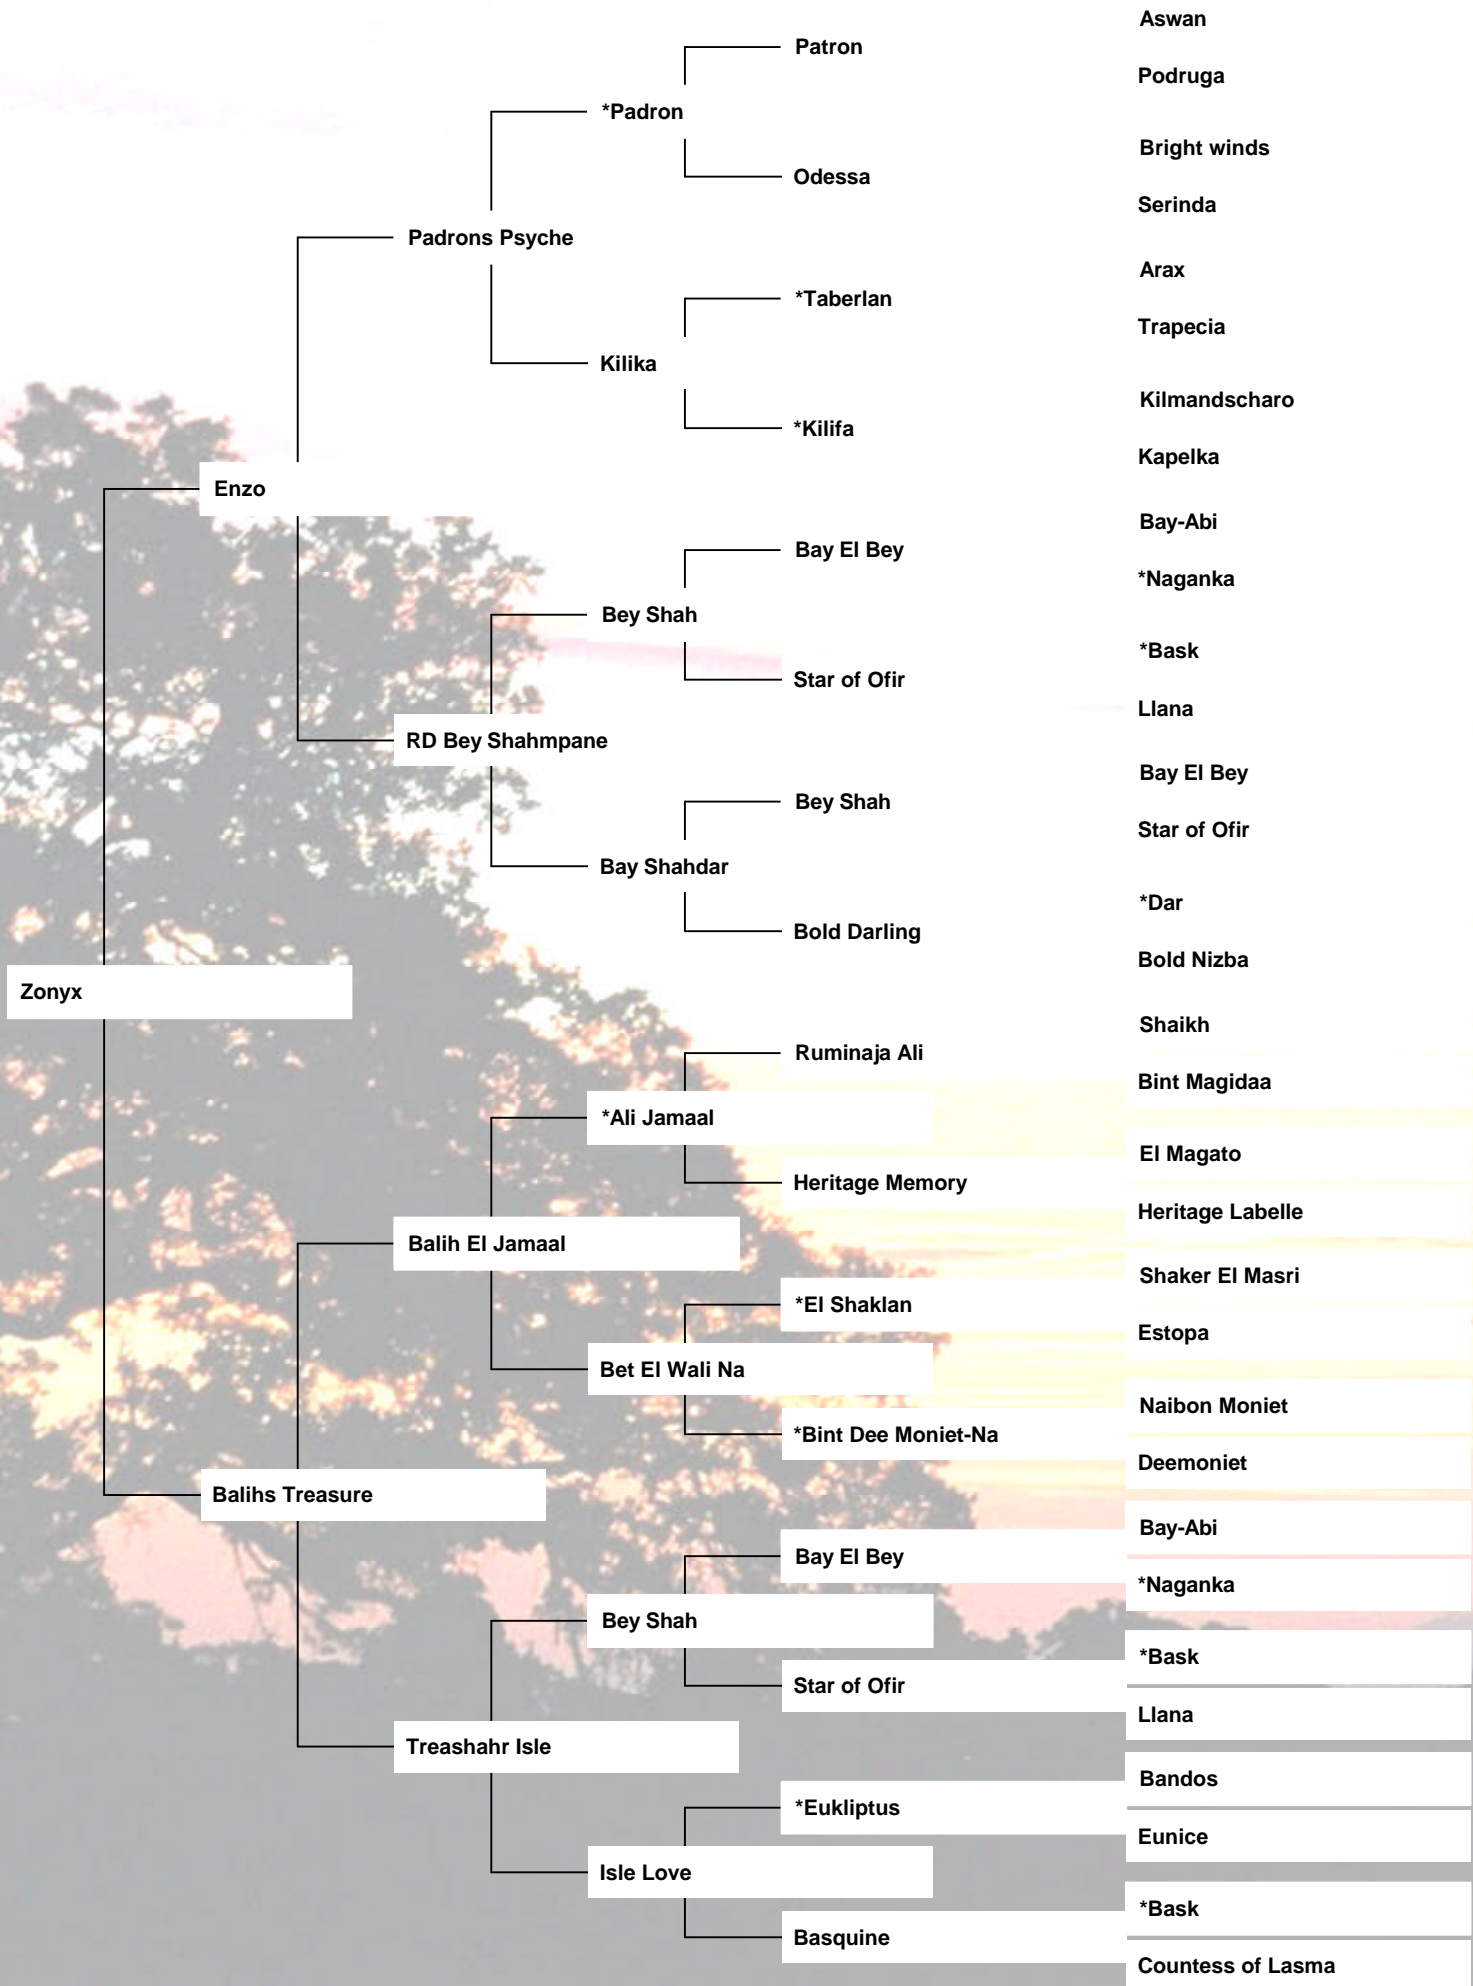 Aswan
Patron
Podruga
*Padron
Bright winds
Odessa
Serinda
Padrons Psyche
Arax
*Taberlan
Trapecia
Kilika
Kilmandscharo
*Kilifa
Kapelka
Enzo
Bay-Abi
Bay El Bey
*Naganka
Bey Shah
*Bask
Star of Ofir
Llana
RD Bey Shahmpane
Bay El Bey
Bey Shah
Star of Ofir
Bay Shahdar
*Dar
Bold Darling
Bold Nizba
Zonyx
Shaikh
Ruminaja Ali
Bint Magidaa
*Ali Jamaal
El Magato
Heritage Memory
Heritage Labelle
Balih El Jamaal
Shaker El Masri
*El Shaklan
Estopa
Bet El Wali Na
Naibon Moniet
*Bint Dee Moniet-Na
Deemoniet
Balihs Treasure
Bay-Abi
Bay El Bey
*Naganka
Bey Shah
*Bask
Star of Ofir
Llana
Treashahr Isle
Bandos
*Eukliptus
Eunice
Isle Love
*Bask
Basquine
Countess of Lasma